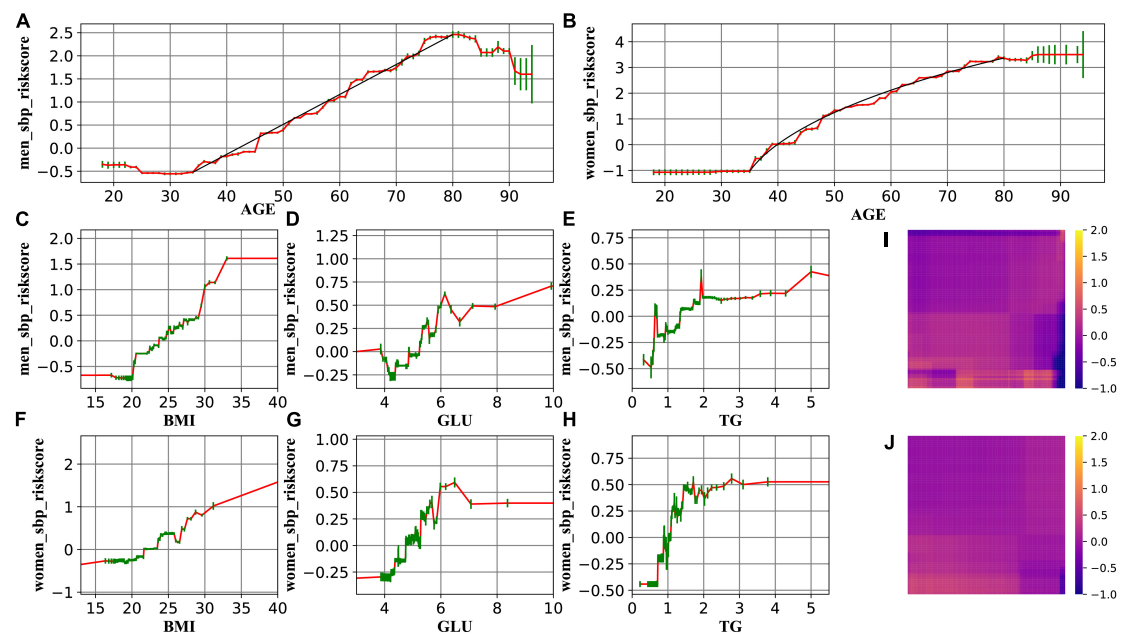 A
men_sbp_riskscore
2.5
2.0
1.5
1.0
0.5
0.0
−0.5
20 30 40 50 60 70 80 90
AGE
B
women_sbp_riskscore
4
3
2
1
0
−1
20 30 40 50 60 70 80 90
AGE
C
men_sbp_riskscore
2.0
1.5
1.0
0.5
0.0
−0.5
15 20 25 30 35 40
BMI
D
men_sbp_riskscore
1.25
1.00
0.75
0.50
0.25
0.00
−0.25
4 6 8 10
GLU
E
men_sbp_riskscore
0.75
0.50
0.25
0.00
−0.25
−0.50
0 1 2 3 4 5
TG
I
2.0
1.5
1.0
0.5
0.0
−0.5
−1.0
F
women_sbp_riskscore
2
1
0
−1
15 20 25 30 35 40
BMI
G
women_sbp_riskscore
1.00
0.75
0.50
0.25
0.00
−0.25
4 6 8 10
GLU
H
women_sbp_riskscore
0.75
0.50
0.25
0.00
−0.25
−0.50
0 1 2 3 4 5
TG
J
2.0
1.5
1.0
0.5
0.0
−0.5
−1.0